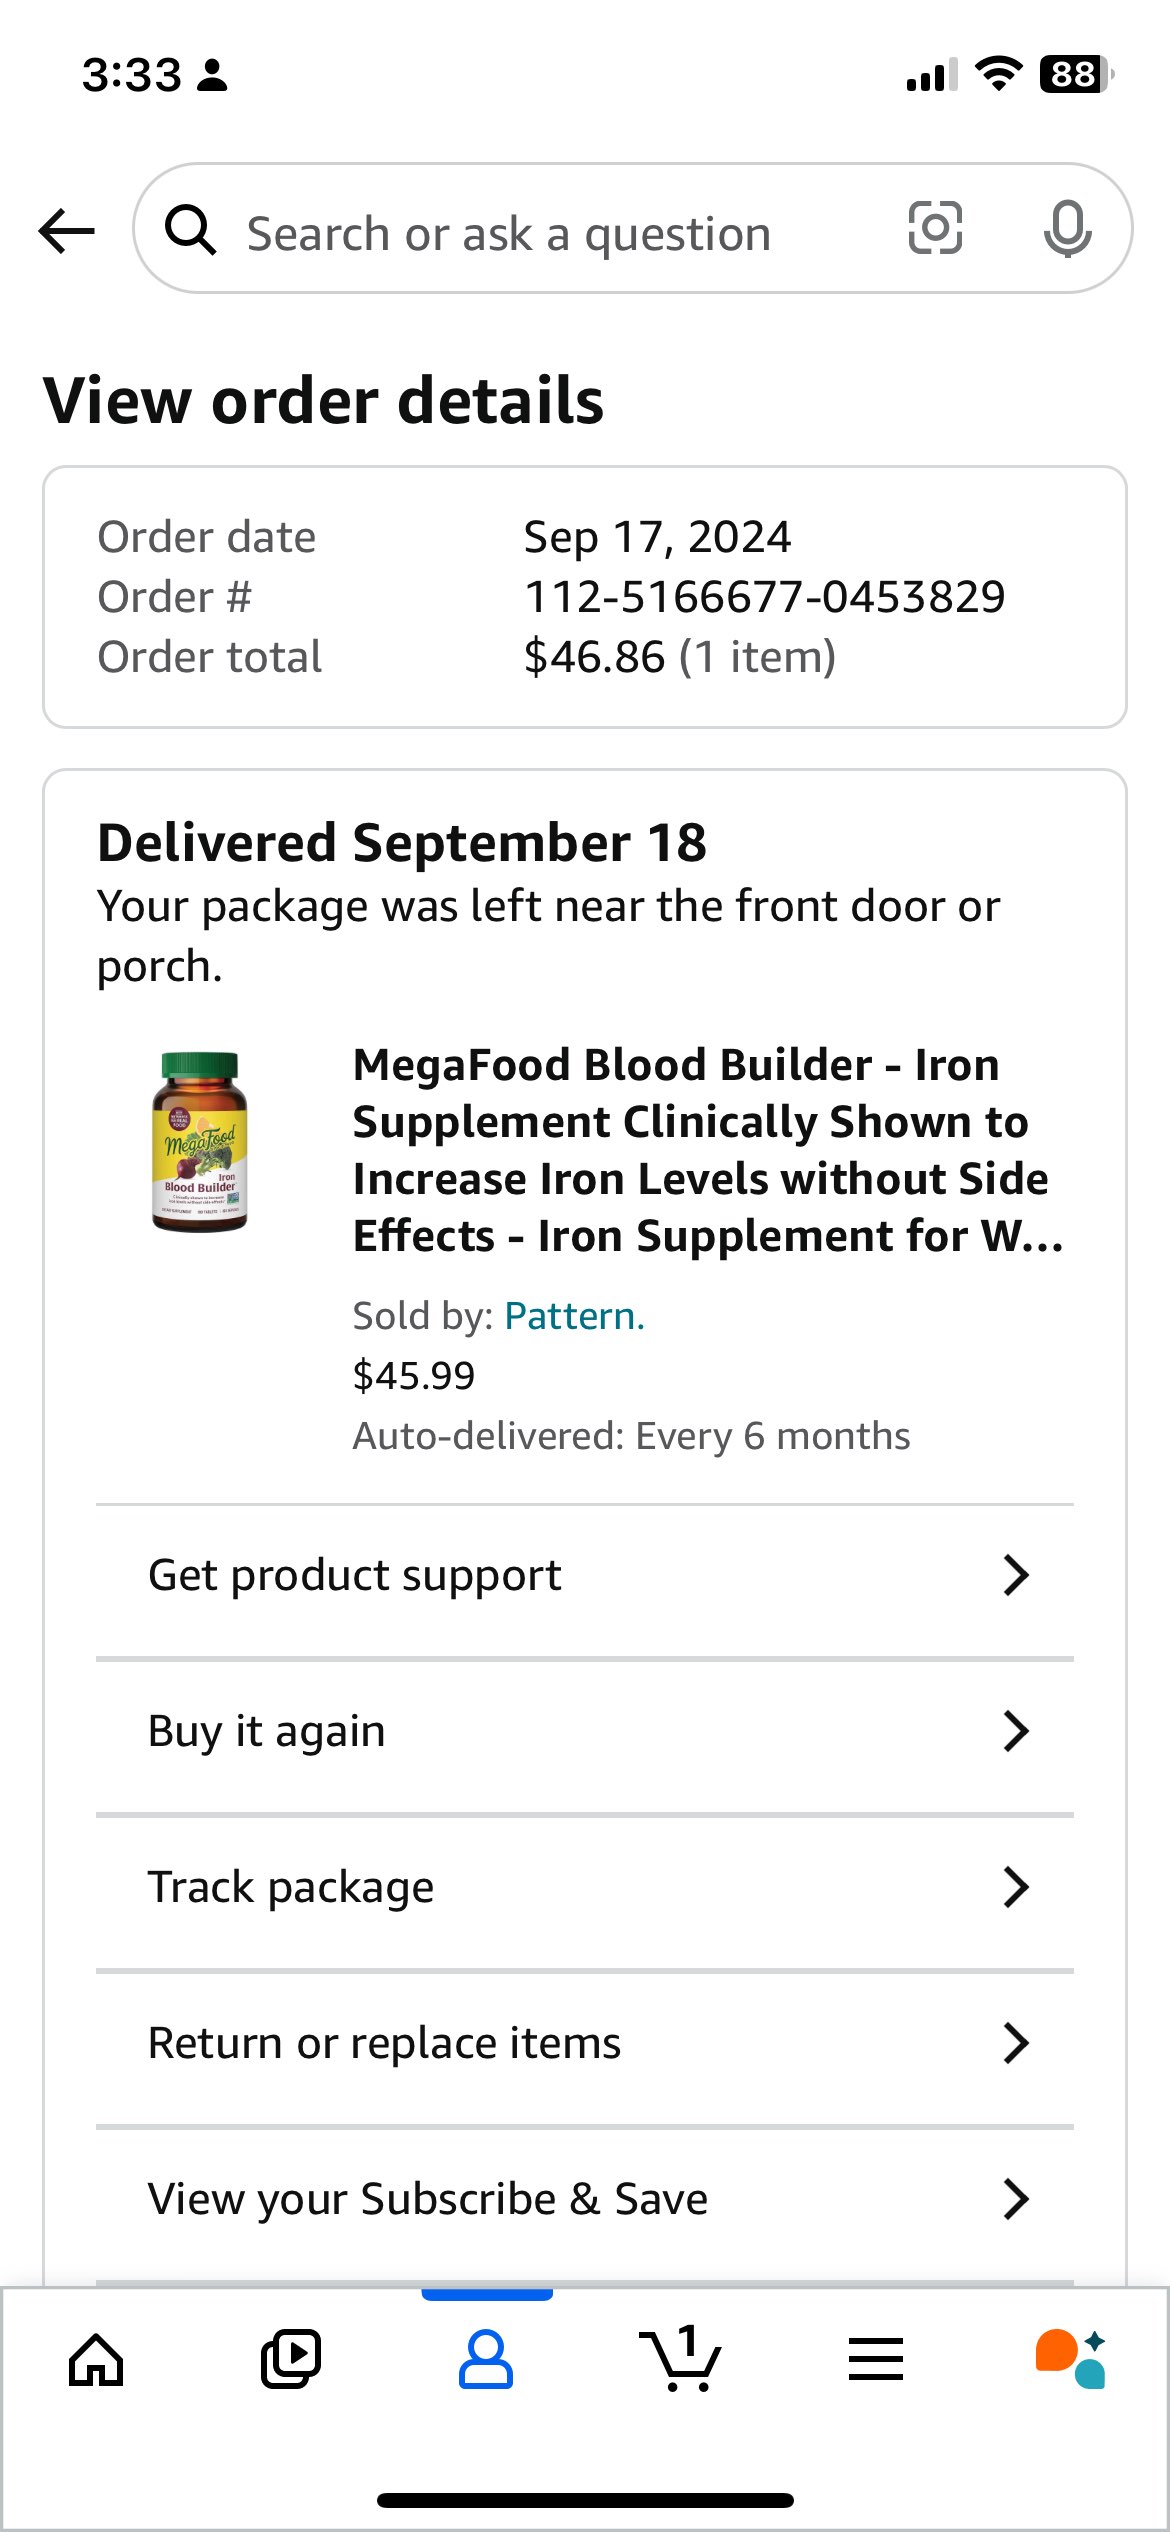 3:33
88
Search or ask a question
View order details
Order date Sep 17, 2024
Order # 112-5166677-0453829
Order total $46.86 (1 item)
Delivered September 18
Your package was left near the front door or
porch.
MegaFood
Iron
Blood Builder
MegaFood Blood Builder - Iron
Supplement Clinically Shown to
Increase Iron Levels without Side
Effects - Iron Supplement for W...
Sold by: Pattern.
$45.99
Auto-delivered: Every 6 months
Get product support
Buy it again
Track package
Return or replace items
View your Subscribe & Save
1